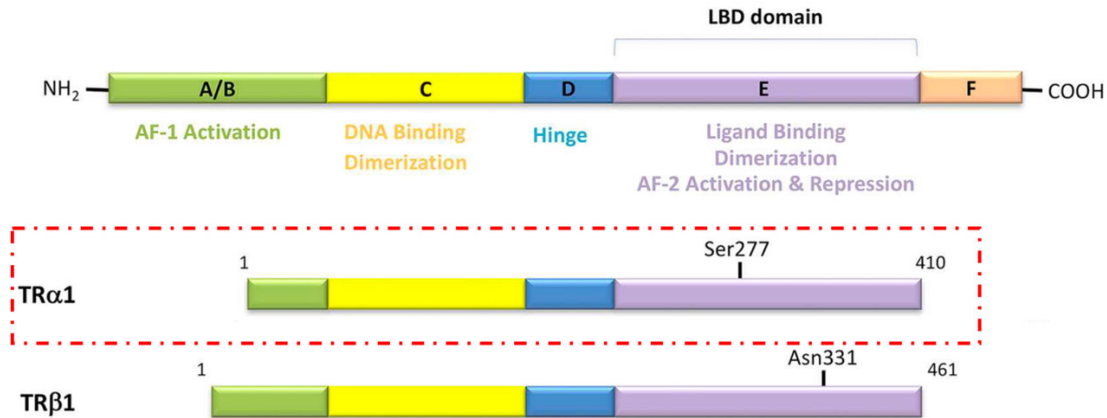 LBD domain
NH₂ A/B C D E F COOH
AF-1 Activation DNA Binding Hinge Ligand Binding
Dimerization Dimerization
AF-2 Activation & Repression
1 Ser277 410
TRα1
1 Asn331 461
TRβ1